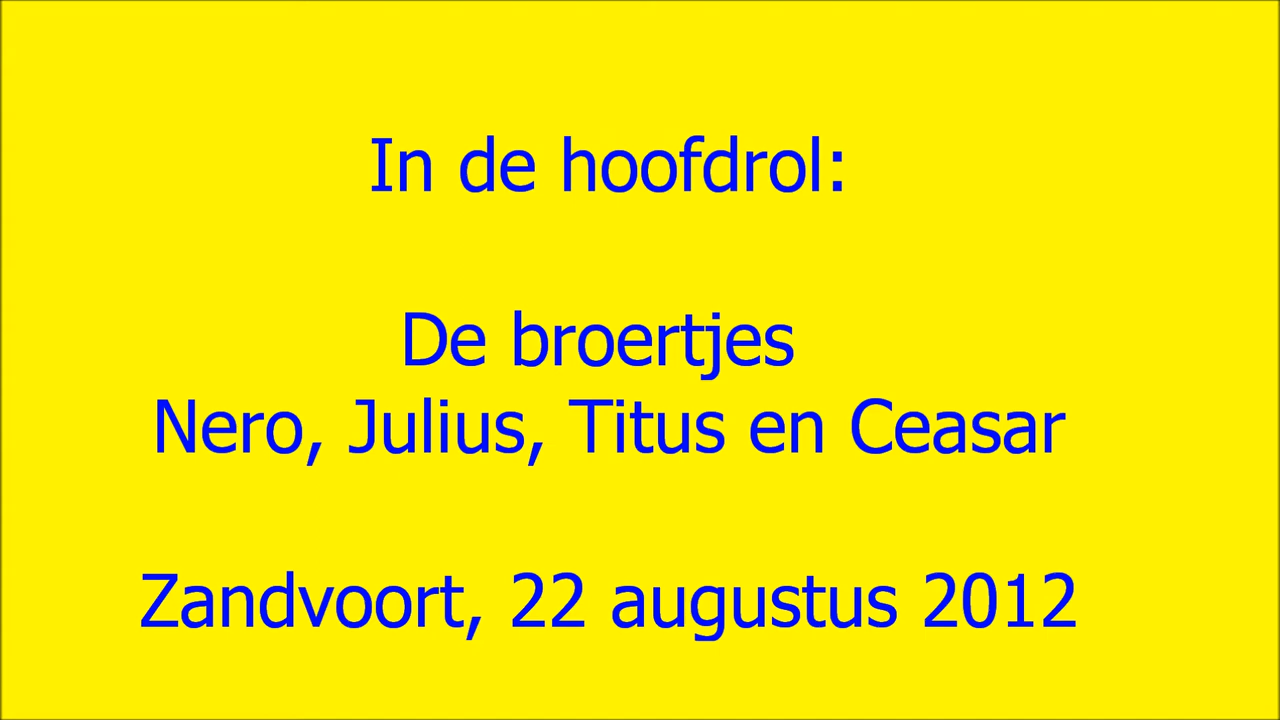 In de hoofdrol:
De broertjes
Nero, Julius, Titus en Ceasar
Zandvoort, 22 augustus 2012